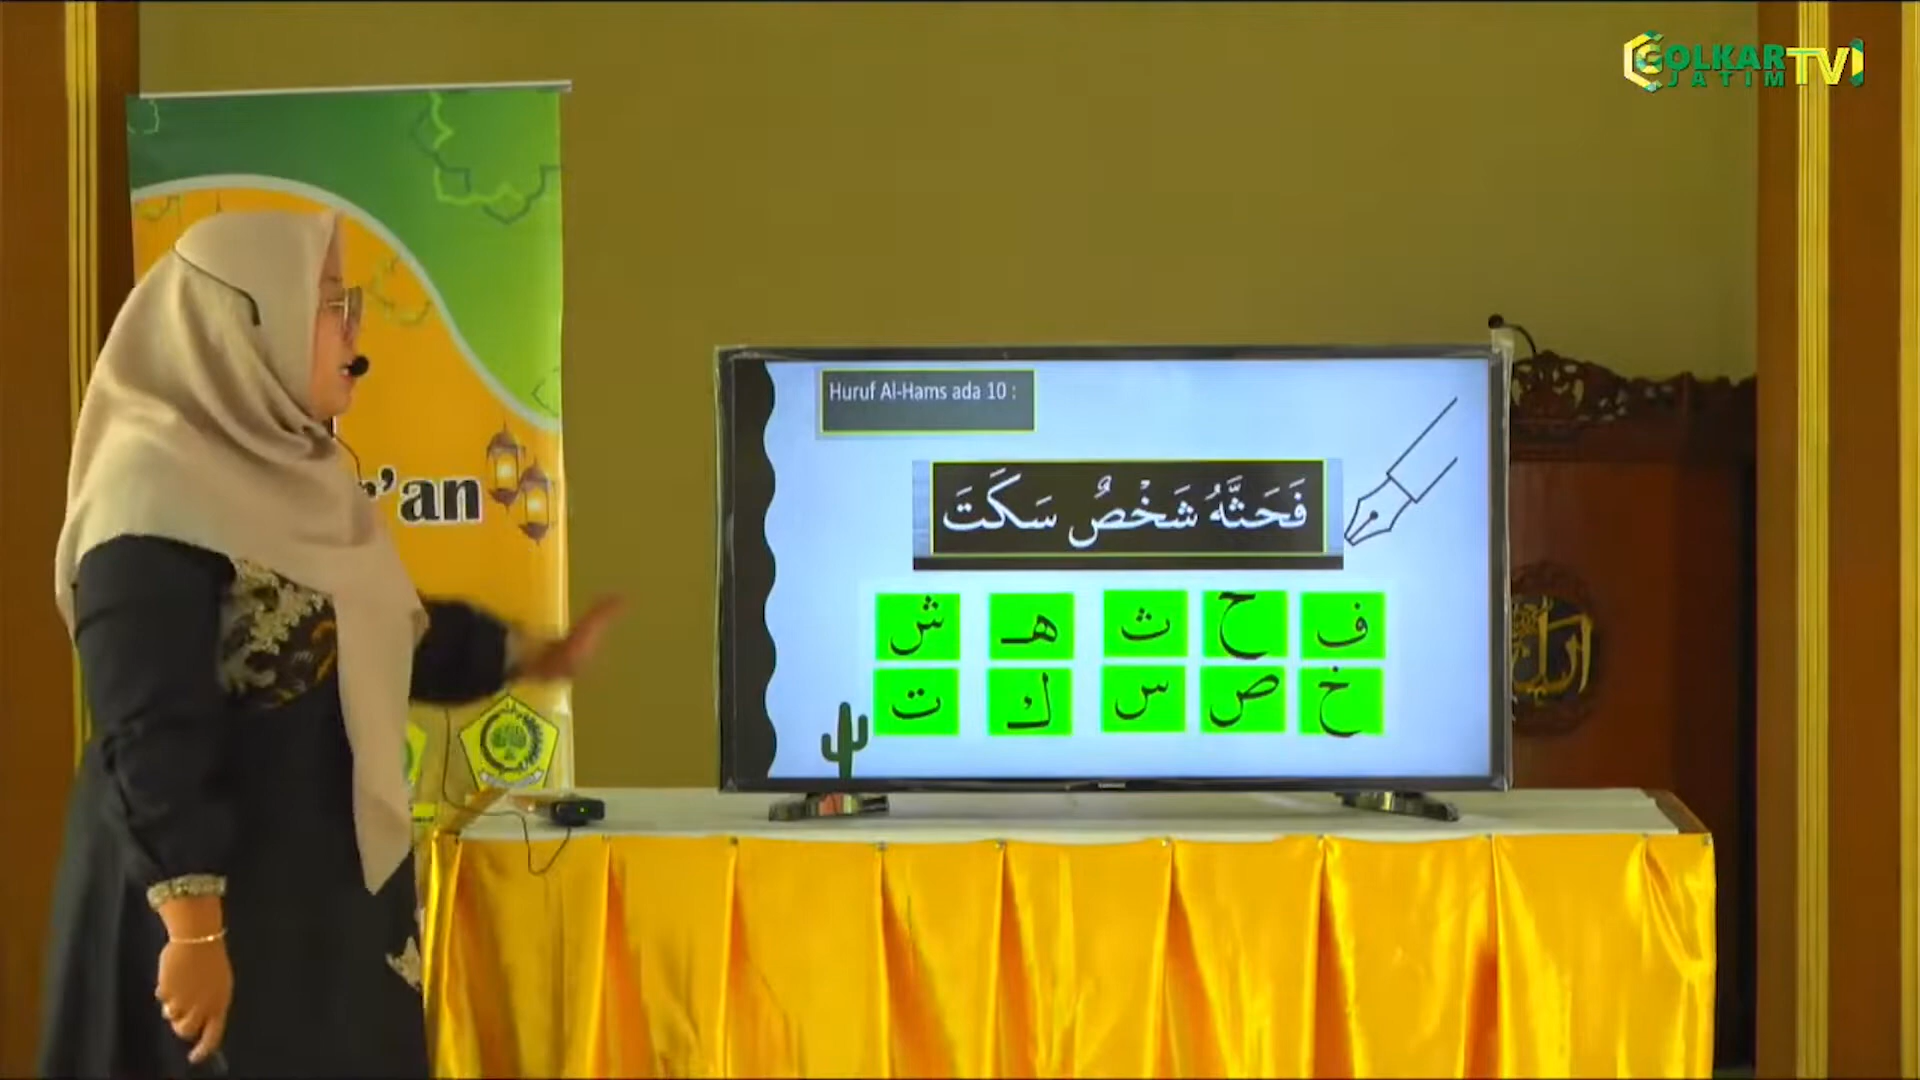 GOLKAR TV
JATIM
r'an
Huruf Al-Hams ada 10 :
فَحَثَّهُ شَخْصٌ سَكَتَ
ف ح ث هـ ش
خ ص س ك ت